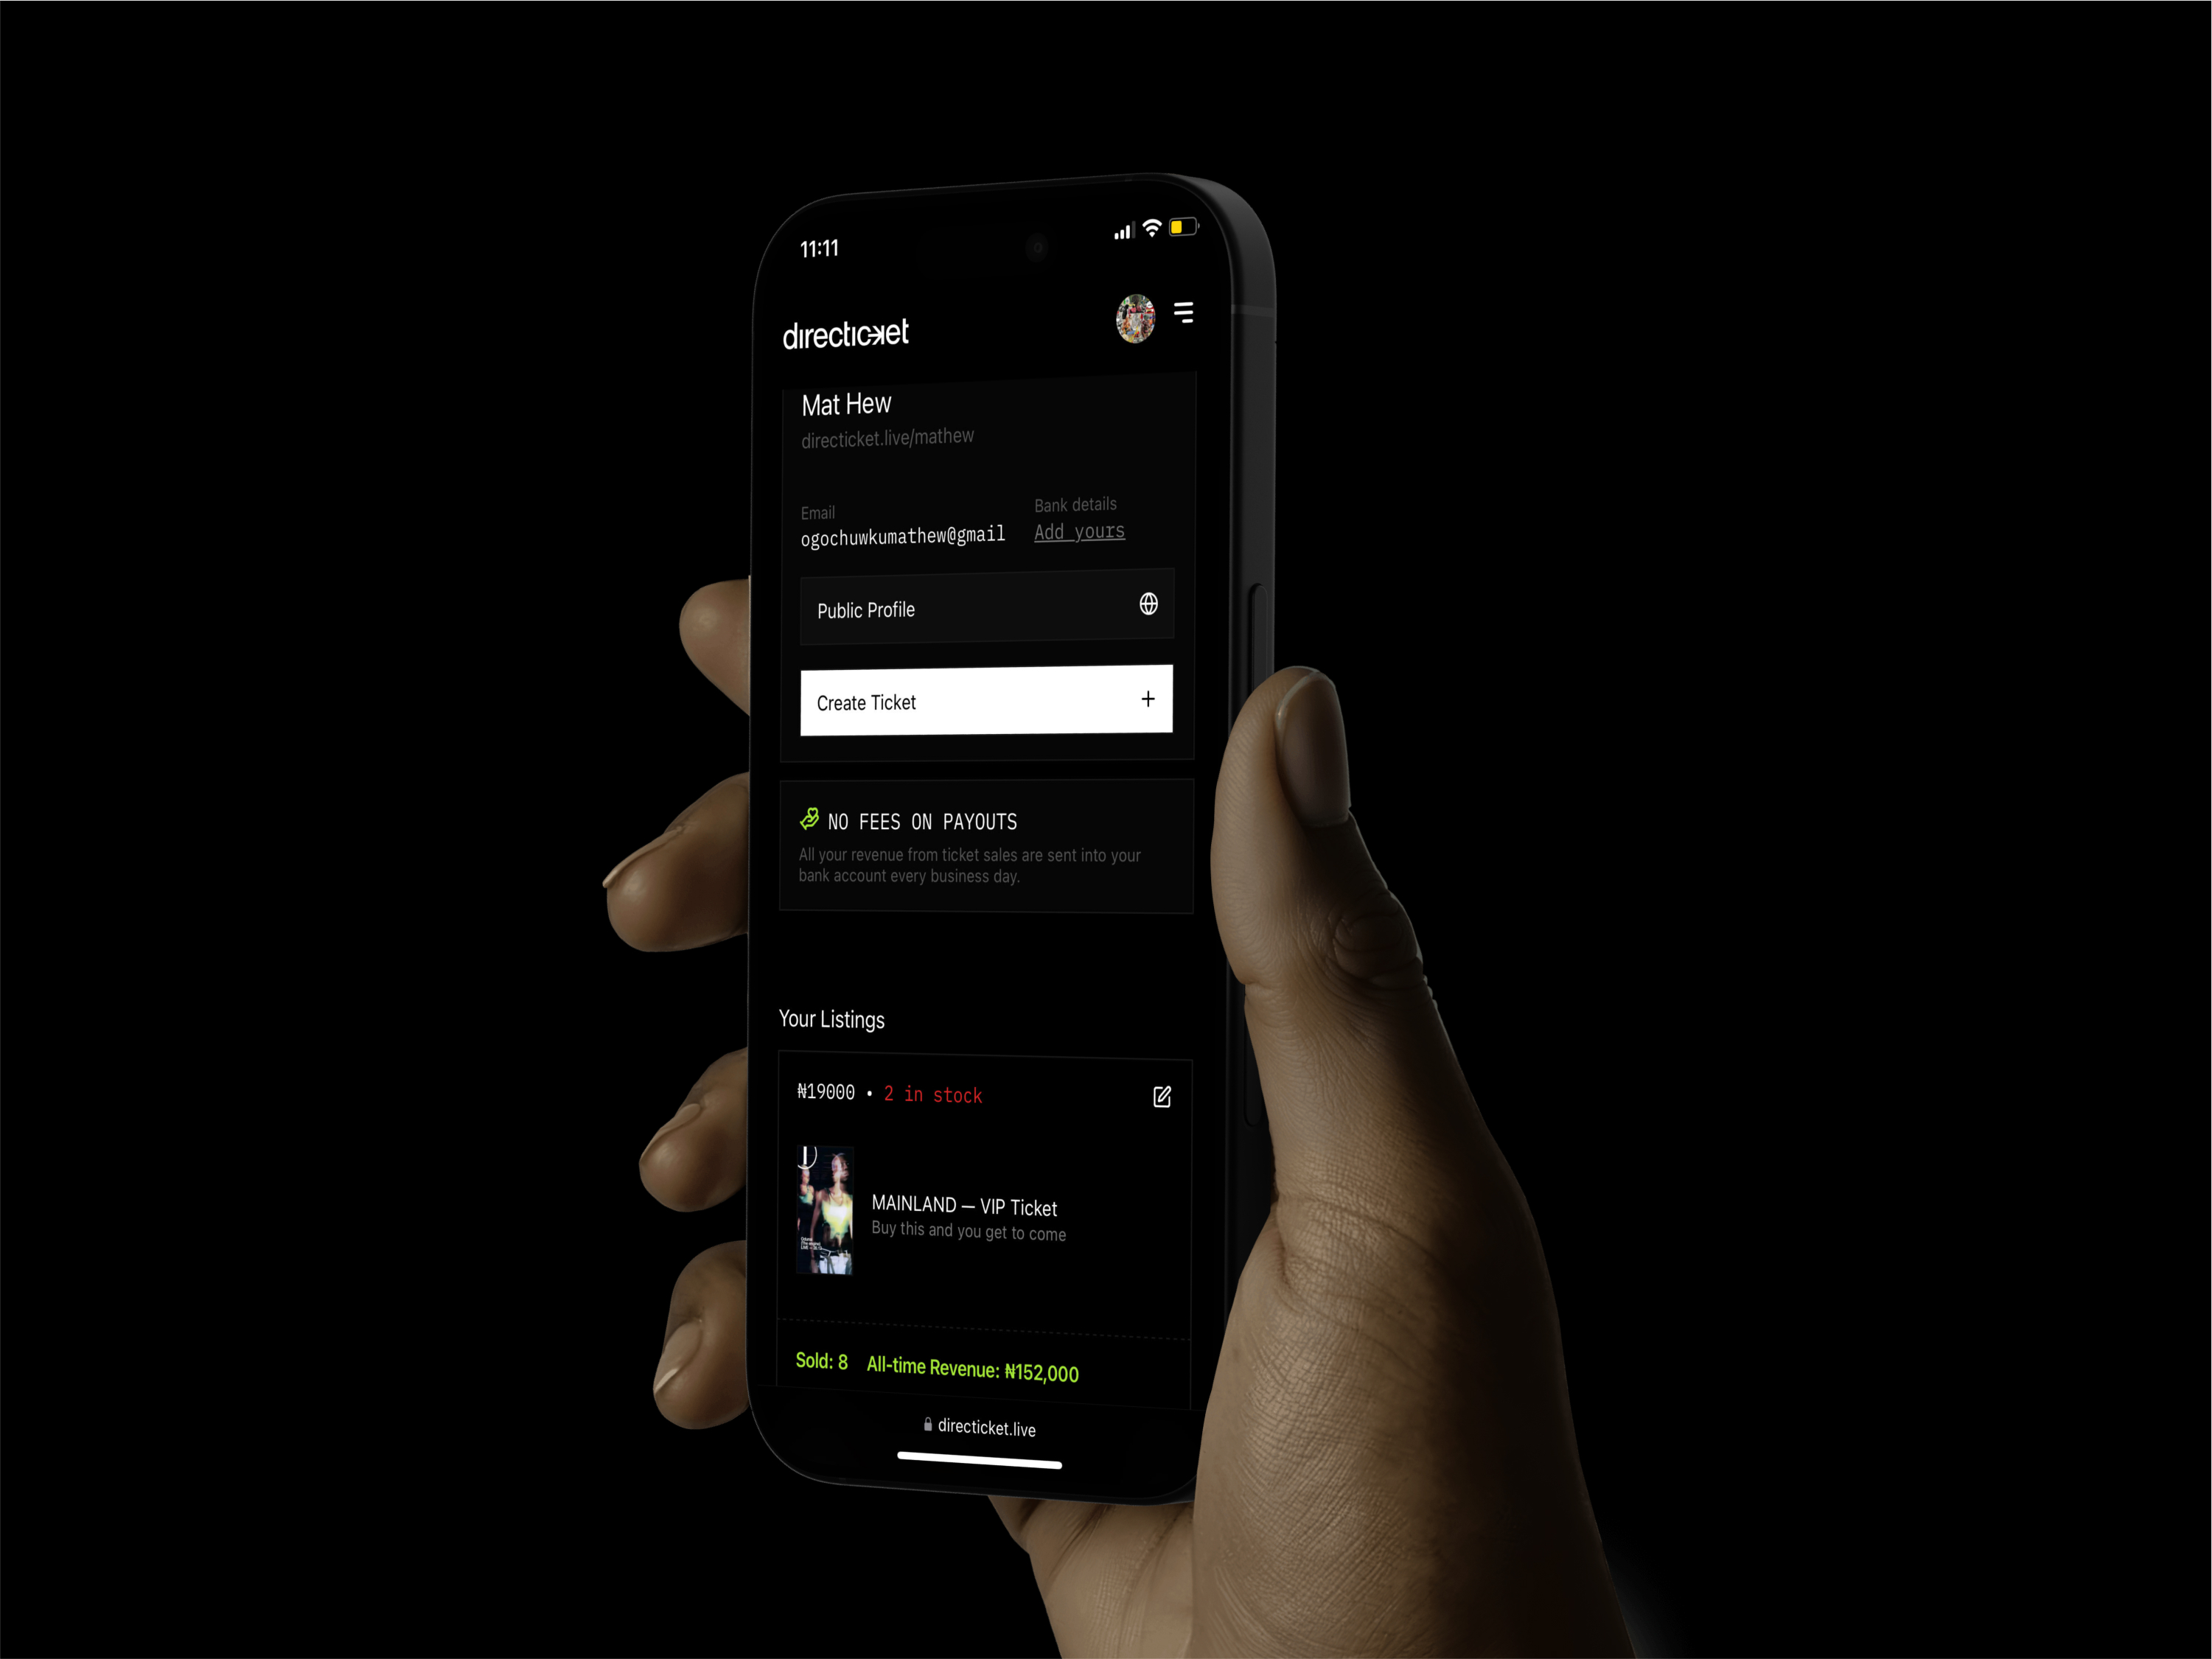 11:11
directicket
Mat Hew
directicket.live/mathew
Email
Bank details
ogochuwkumathew@gmail
Add yours
Public Profile
Create Ticket +
NO FEES ON PAYOUTS
All your revenue from ticket sales are sent into your
bank account every business day.
Your Listings
₦19000 • 2 in stock
MAINLAND — VIP Ticket
Buy this and you get to come
Sold: 8 All-time Revenue: ₦152,000
directicket.live